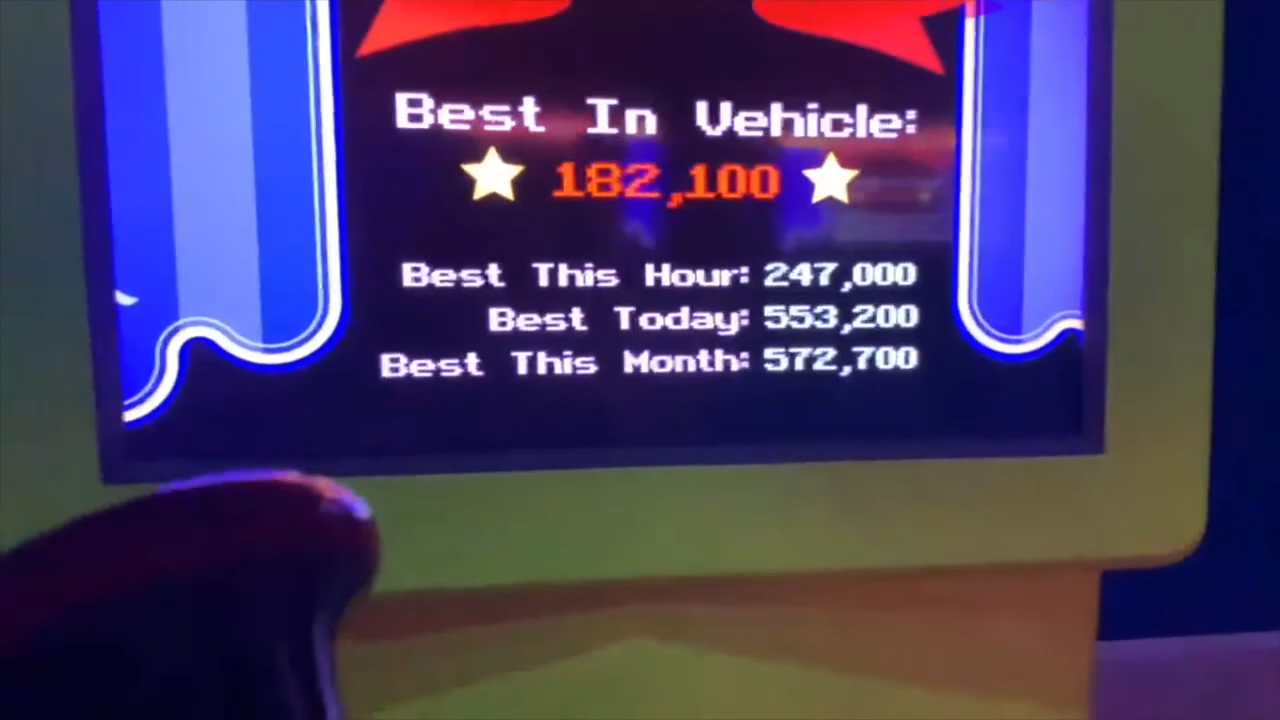 Best In Vehicle:
182,100
Best This Hour: 247,000
Best Today: 553,200
Best This Month: 572,700